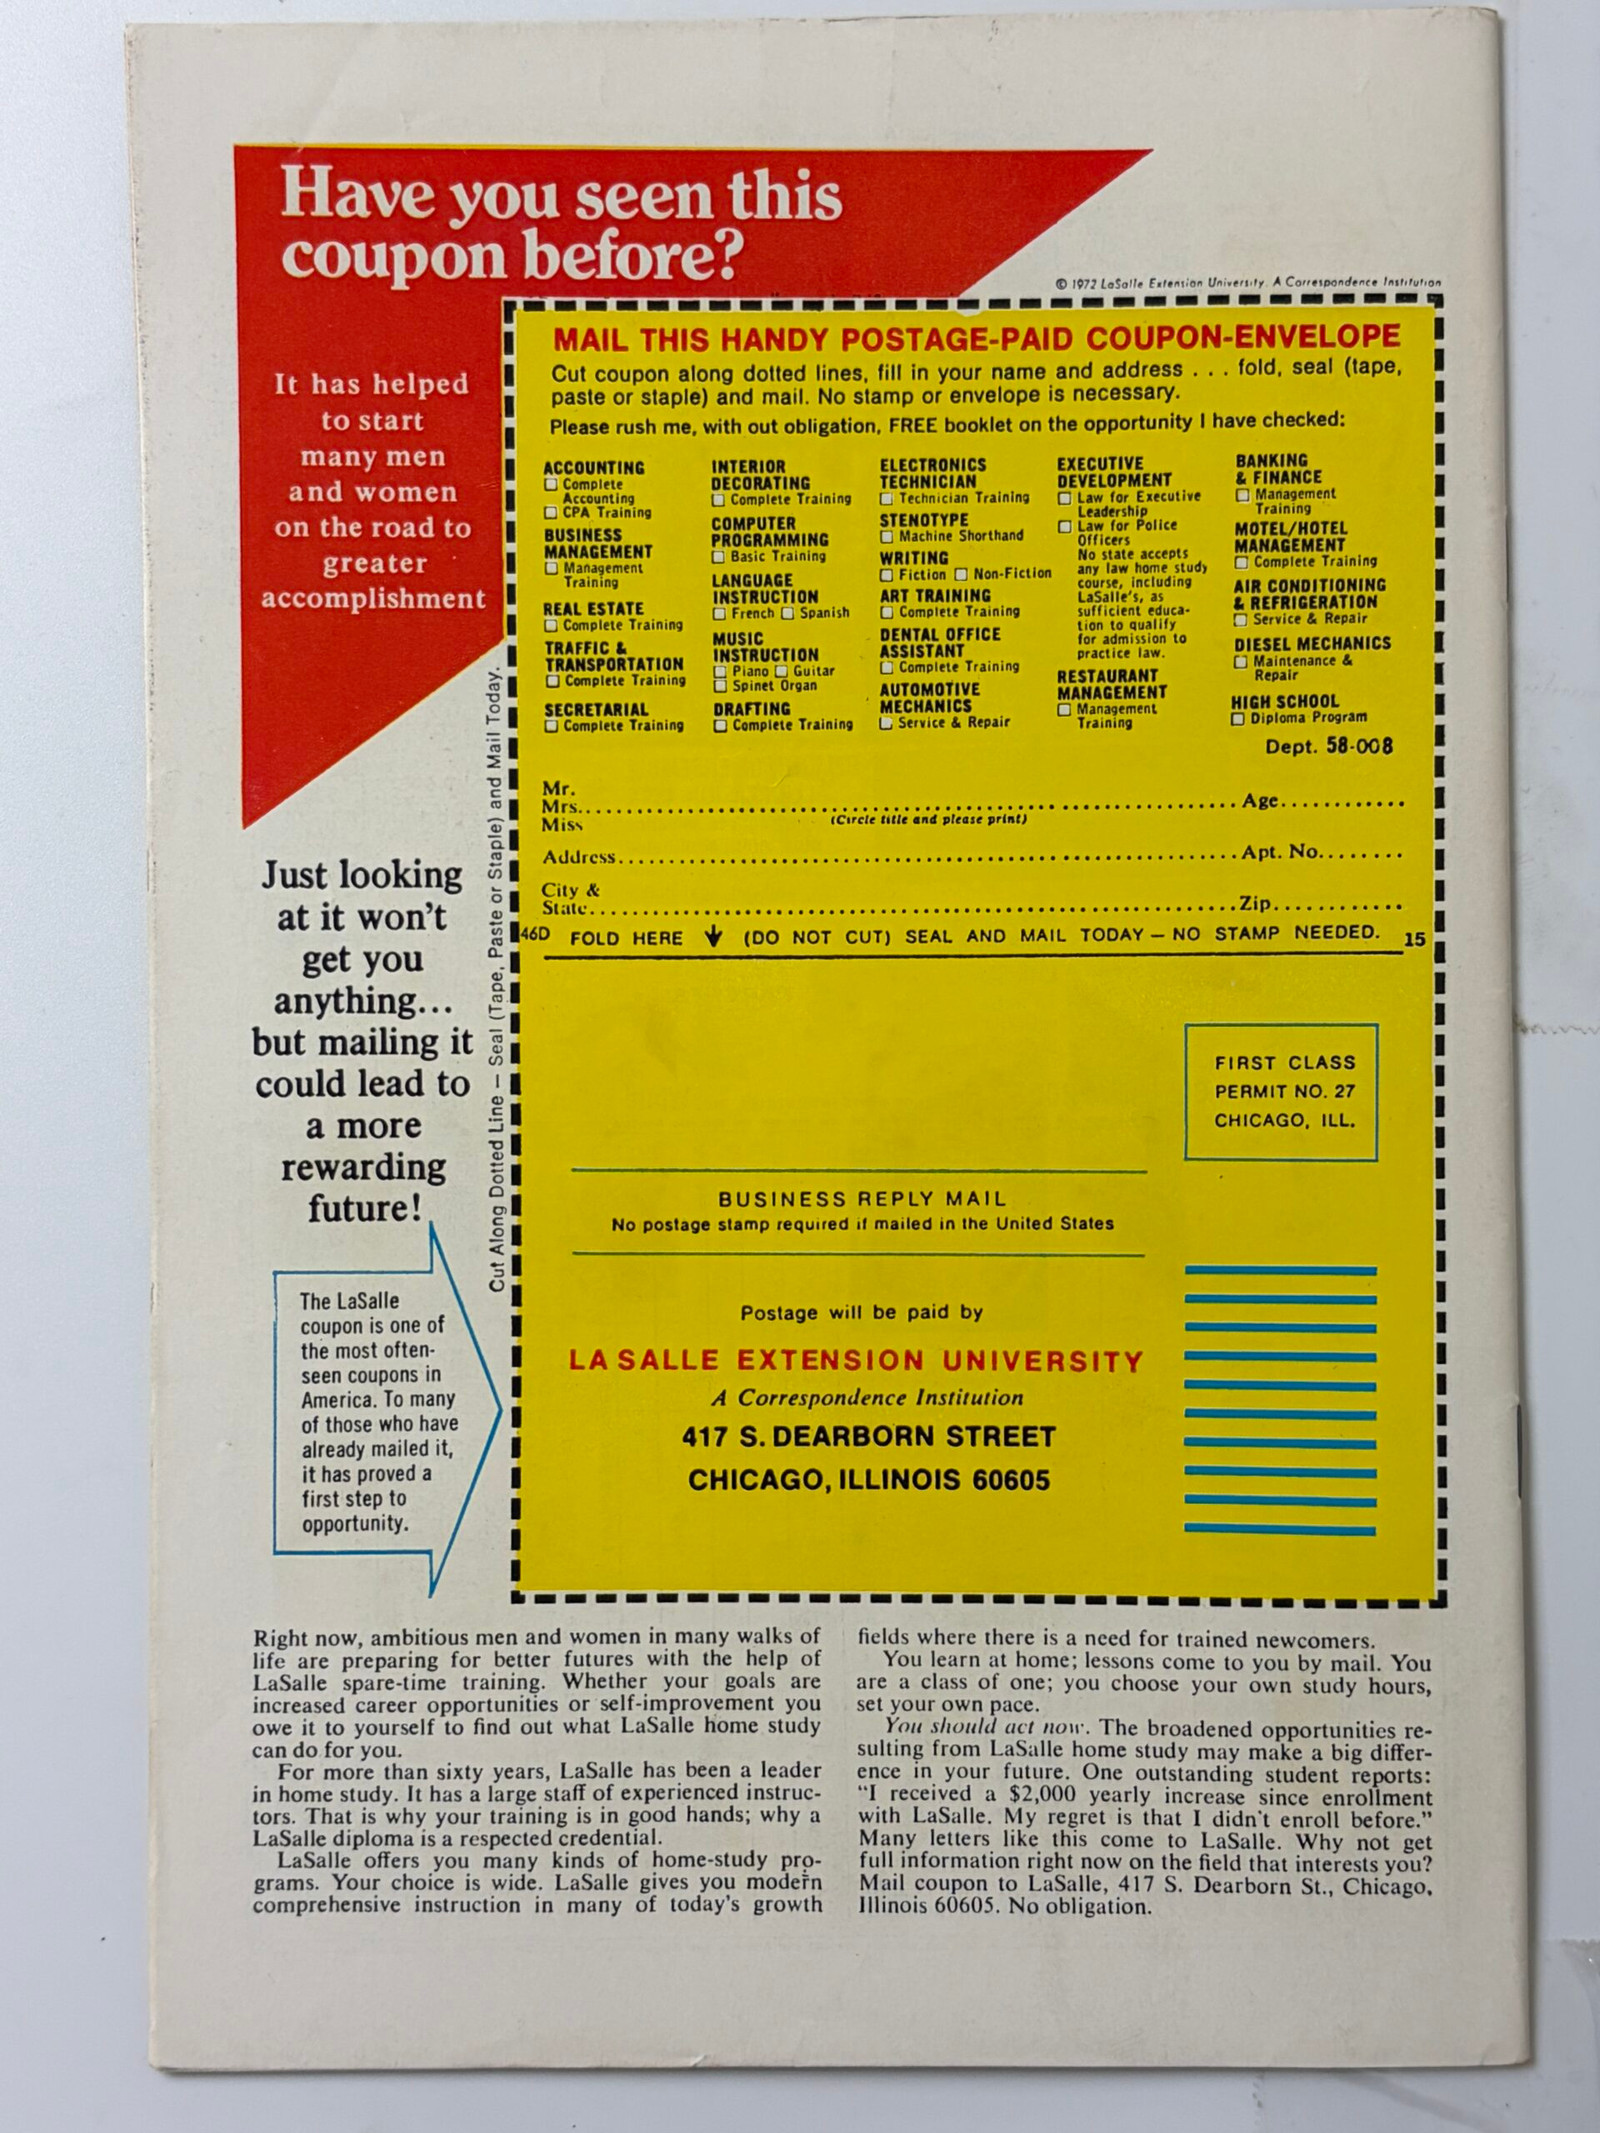 Have you seen this
coupon before?
It has helped
to start
many men
and women
on the road to
greater
accomplishment
Just looking
at it won't
get you
anything...
but mailing it
could lead to
a more
rewarding
future!
The LaSalle
coupon is one of
the most often-
seen coupons in
America. To many
of those who have
already mailed it,
it has proved a
first step to
opportunity.
Cut Along Dotted Line — Seal (Tape, Paste or Staple) and Mail Today.
© 1972 LaSalle Extension University. A Correspondence Institution
MAIL THIS HANDY POSTAGE-PAID COUPON-ENVELOPE
Cut coupon along dotted lines, fill in your name and address . . . fold, seal (tape,
paste or staple) and mail. No stamp or envelope is necessary.
Please rush me, with out obligation, FREE booklet on the opportunity I have checked:
ACCOUNTING
☐ Complete
Accounting
☐ CPA Training
BUSINESS
MANAGEMENT
☐ Management
Training
REAL ESTATE
☐ Complete Training
TRAFFIC &
TRANSPORTATION
☐ Complete Training
SECRETARIAL
☐ Complete Training
INTERIOR
DECORATING
☐ Complete Training
COMPUTER
PROGRAMMING
☐ Basic Training
LANGUAGE
INSTRUCTION
☐ French ☐ Spanish
MUSIC
INSTRUCTION
☐ Piano ☐ Guitar
☐ Spinet Organ
DRAFTING
☐ Complete Training
ELECTRONICS
TECHNICIAN
☐ Technician Training
STENOTYPE
☐ Machine Shorthand
WRITING
☐ Fiction ☐ Non-Fiction
ART TRAINING
☐ Complete Training
DENTAL OFFICE
ASSISTANT
☐ Complete Training
AUTOMOTIVE
MECHANICS
☐ Service & Repair
EXECUTIVE
DEVELOPMENT
☐ Law for Executive
Leadership
☐ Law for Police
Officers
No state accepts
any law home study
course, including
LaSalle's, as
sufficient educa-
tion to qualify
for admission to
practice law.
RESTAURANT
MANAGEMENT
☐ Management
Training
BANKING
& FINANCE
☐ Management
Training
MOTEL/HOTEL
MANAGEMENT
☐ Complete Training
AIR CONDITIONING
& REFRIGERATION
☐ Service & Repair
DIESEL MECHANICS
☐ Maintenance &
Repair
HIGH SCHOOL
☐ Diploma Program
Dept. 58-008
Mr.
Mrs. Age
Miss (Circle title and please print)
Address Apt. No.
City &
State Zip
46D FOLD HERE ↓ (DO NOT CUT) SEAL AND MAIL TODAY — NO STAMP NEEDED. 15
FIRST CLASS
PERMIT NO. 27
CHICAGO, ILL.
BUSINESS REPLY MAIL
No postage stamp required if mailed in the United States
Postage will be paid by
LA SALLE EXTENSION UNIVERSITY
A Correspondence Institution
417 S. DEARBORN STREET
CHICAGO, ILLINOIS 60605
Right now, ambitious men and women in many walks of
life are preparing for better futures with the help of
LaSalle spare-time training. Whether your goals are
increased career opportunities or self-improvement you
owe it to yourself to find out what LaSalle home study
can do for you.
For more than sixty years, LaSalle has been a leader
in home study. It has a large staff of experienced instruc-
tors. That is why your training is in good hands; why a
LaSalle diploma is a respected credential.
LaSalle offers you many kinds of home-study pro-
grams. Your choice is wide. LaSalle gives you modern
comprehensive instruction in many of today's growth
fields where there is a need for trained newcomers.
You learn at home; lessons come to you by mail. You
are a class of one; you choose your own study hours,
set your own pace.
You should act now. The broadened opportunities re-
sulting from LaSalle home study may make a big differ-
ence in your future. One outstanding student reports:
"I received a $2,000 yearly increase since enrollment
with LaSalle. My regret is that I didn't enroll before."
Many letters like this come to LaSalle. Why not get
full information right now on the field that interests you?
Mail coupon to LaSalle, 417 S. Dearborn St., Chicago,
Illinois 60605. No obligation.